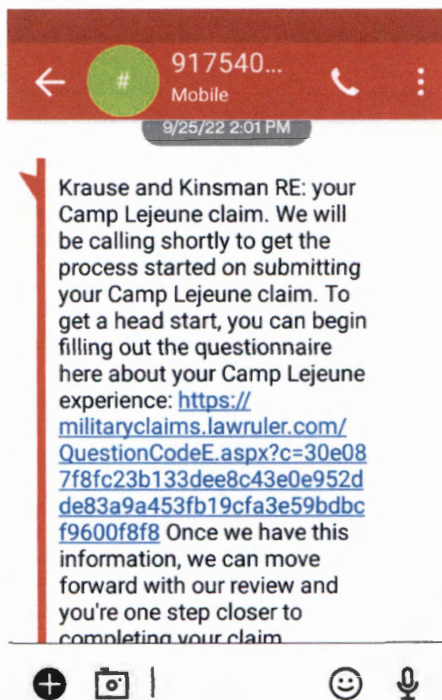 #
917540...
Mobile
9/25/22 2:01 PM
Krause and Kinsman RE: your
Camp Lejeune claim. We will
be calling shortly to get the
process started on submitting
your Camp Lejeune claim. To
get a head start, you can begin
filling out the questionnaire
here about your Camp Lejeune
experience: https://
militaryclaims.lawruler.com/
QuestionCodeE.aspx?c=30e08
7f8fc23b133dee8c43e0e952d
de83a9a453fb19cfa3e59bdbc
f9600f8f8 Once we have this
information, we can move
forward with our review and
you're one step closer to
completing your claim